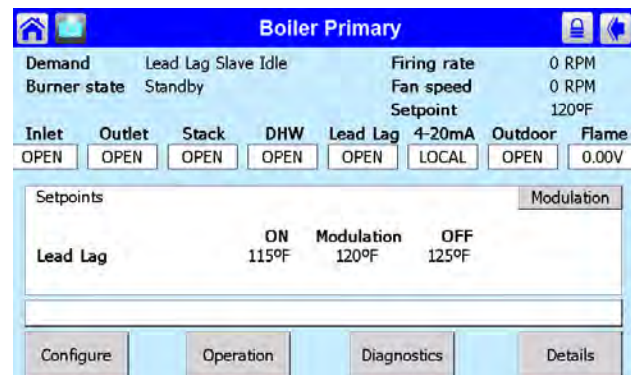 Boiler Primary
Demand Lead Lag Slave Idle Firing rate 0 RPM
Burner state Standby Fan speed 0 RPM
Setpoint 120ºF
Inlet Outlet Stack DHW Lead Lag 4-20mA Outdoor Flame
OPEN OPEN OPEN OPEN OPEN LOCAL OPEN 0.00V
Setpoints Modulation
ON Modulation OFF
Lead Lag 115ºF 120ºF 125ºF
Configure Operation Diagnostics Details